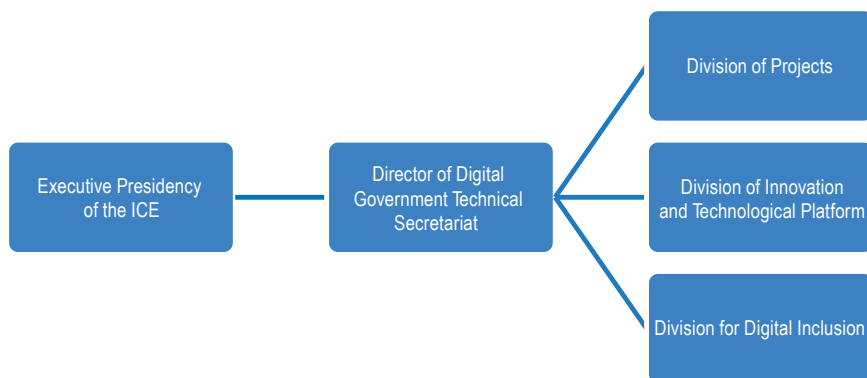 Executive Presidency
of the ICE
Director of Digital
Government Technical
Secretariat
Division of Projects
Division of Innovation
and Technological Platform
Division for Digital Inclusion